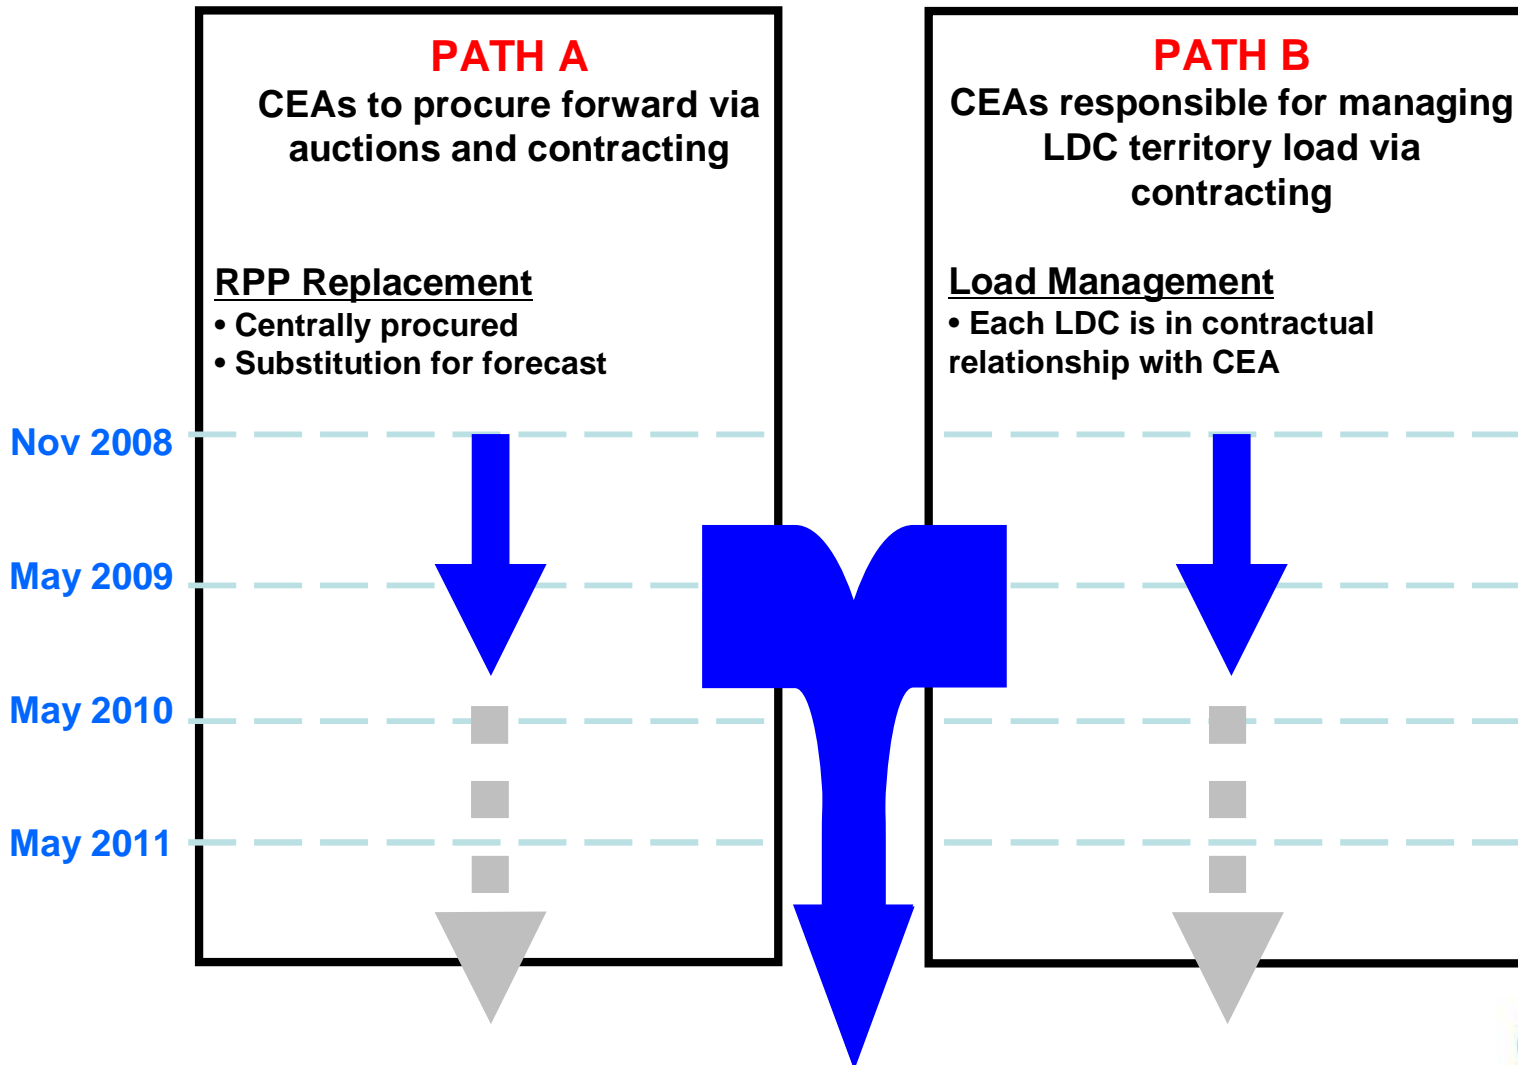 PATH A
CEAs to procure forward via
auctions and contracting
RPP Replacement
• Centrally procured
• Substitution for forecast
PATH B
CEAs responsible for managing
LDC territory load via
contracting
Load Management
• Each LDC is in contractual
relationship with CEA
Nov 2008
May 2009
May 2010
May 2011